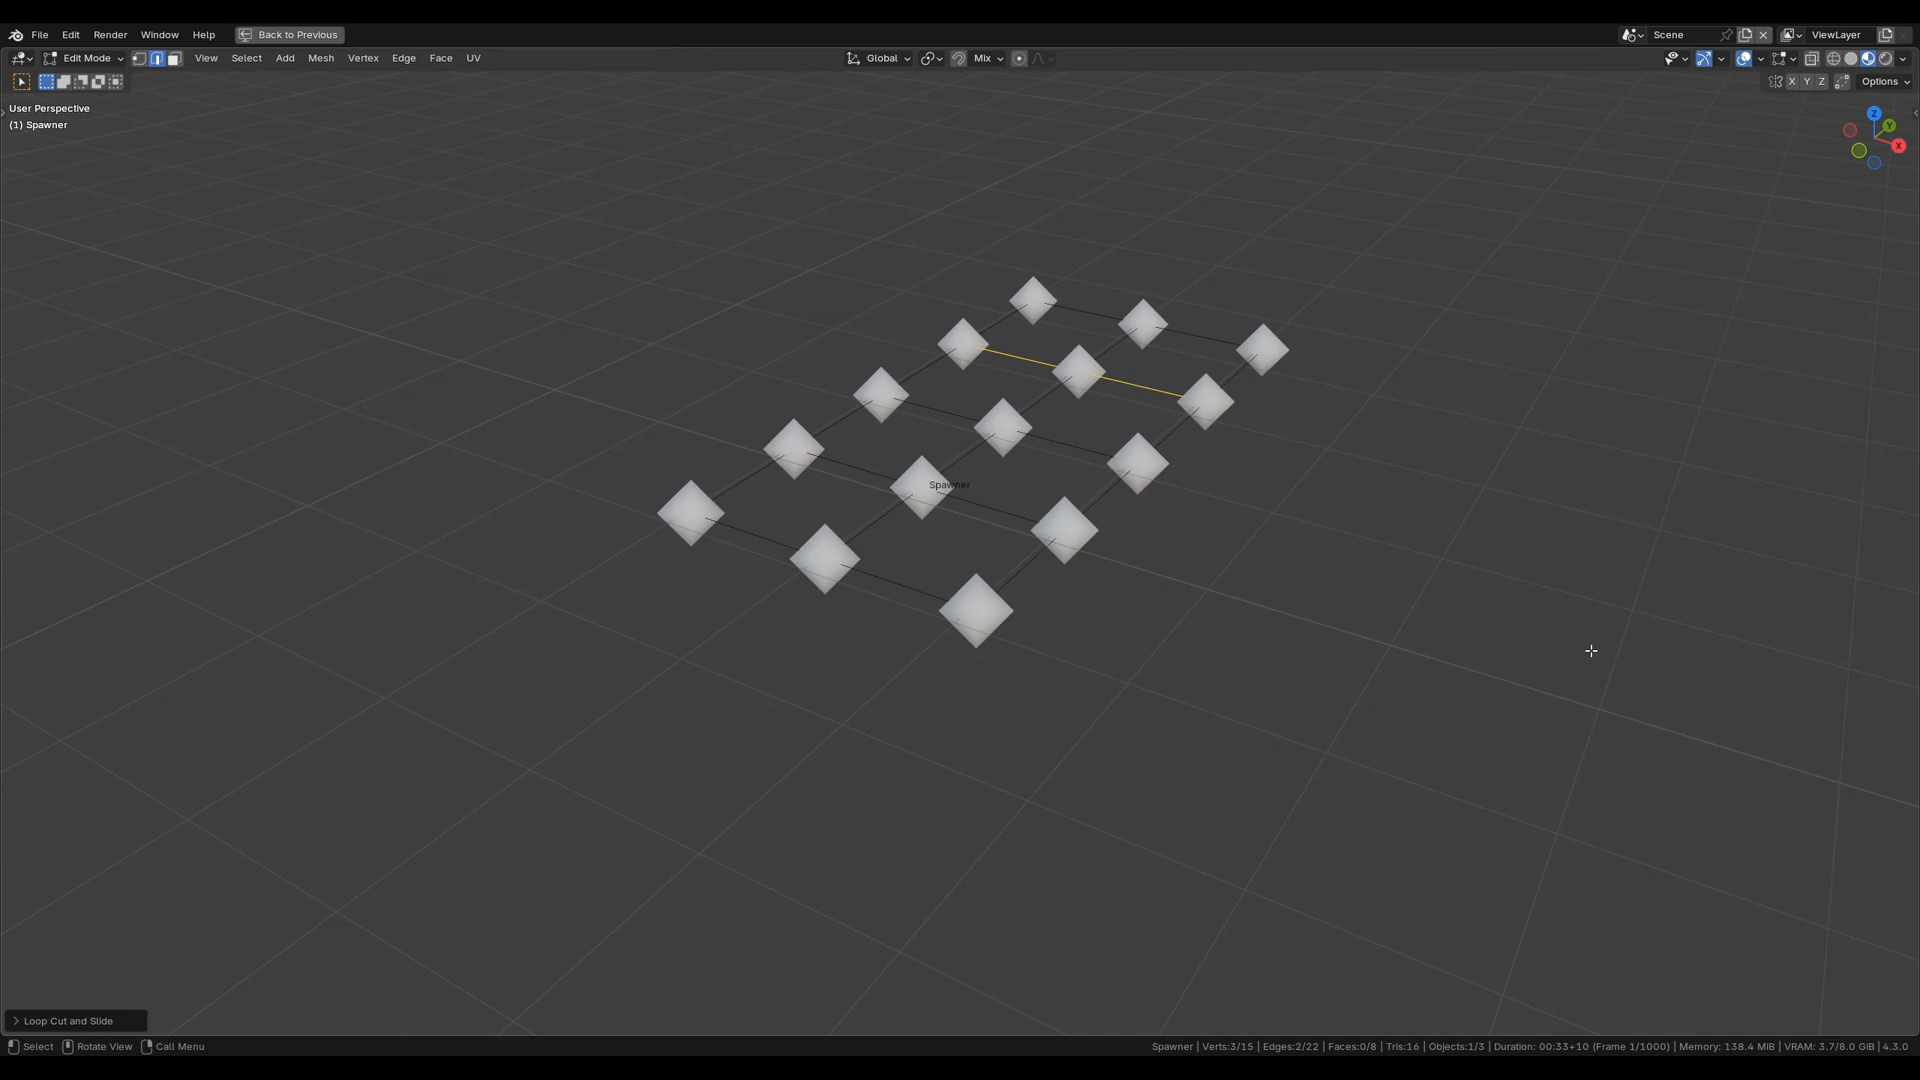 File Edit Render Window Help Back to Previous Scene ViewLayer
Edit Mode View Select Add Mesh Vertex Edge Face UV Global Mix
X Y Z Options
User Perspective
(1) Spawner
Z
Y
X
Spawner
Loop Cut and Slide
Select Rotate View Call Menu Spawner | Verts:3/15 | Edges:2/22 | Faces:0/8 | Tris:16 | Objects:1/3 | Duration: 00:33+10 (Frame 1/1000) | Memory: 138.4 MiB | VRAM: 3.7/8.0 GiB | 4.3.0